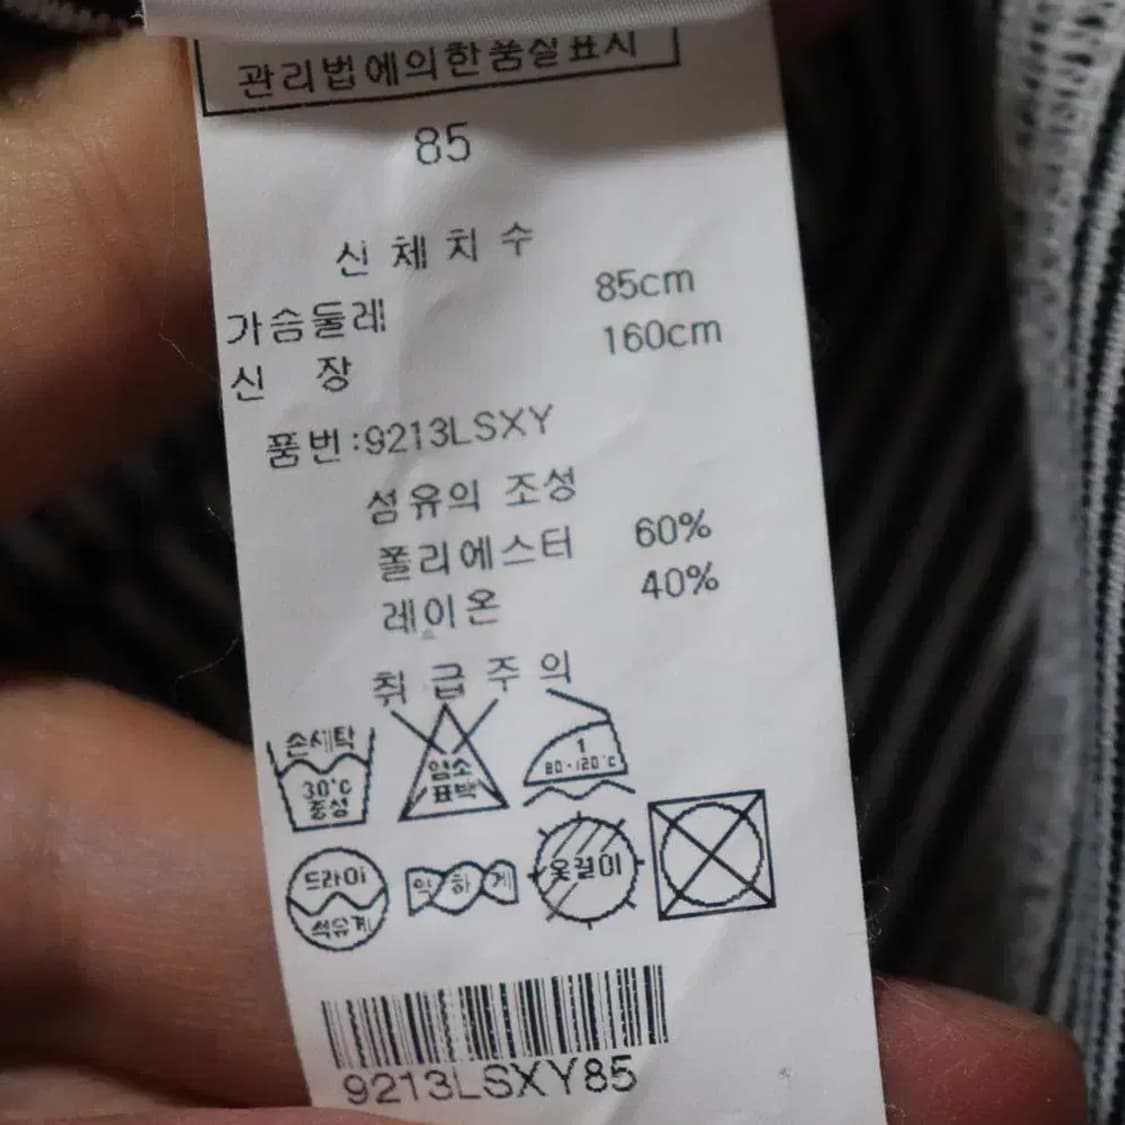 관리법에의한품질표시
85
신체치수
가슴둘레 85cm
신 장 160cm
품번:9213LSXY
섬유의 조성
폴리에스터 60%
레이온 40%
취급주의
손세탁
30℃
중성
염소
표백
1
80-120℃
드라이
석유계
약하게
옷걸이
9213LSXY85